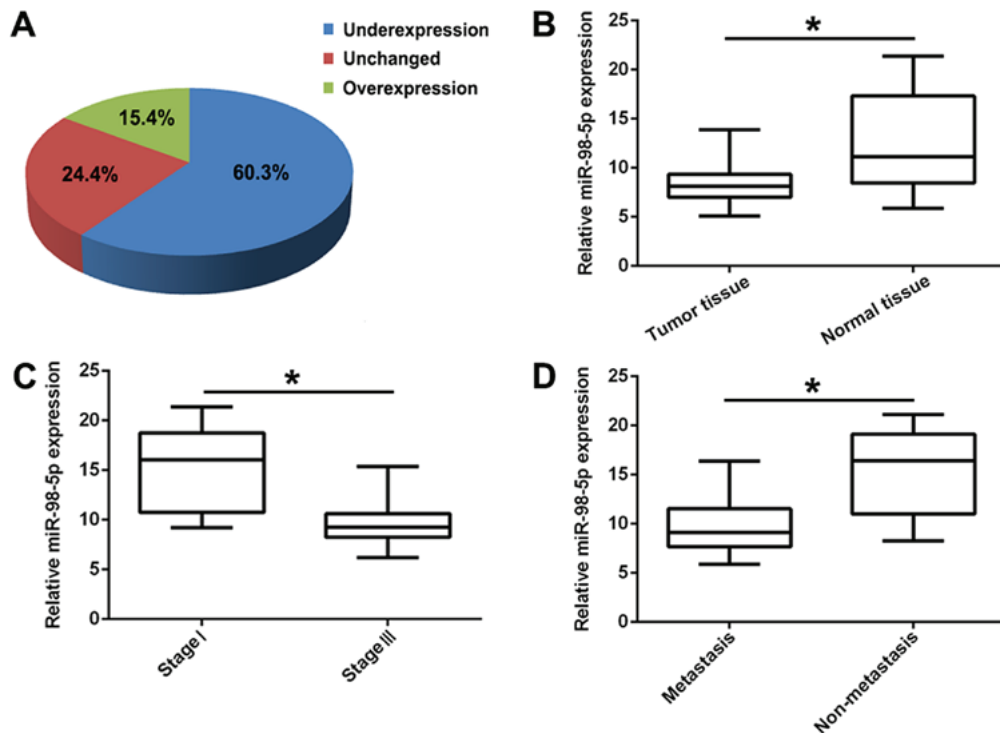 A
Underexpression
Unchanged
Overexpression
15.4%
24.4%
60.3%
B
Relative miR-98-5p expression
25
20
15
10
5
0
*
Tumor tissue
Normal tissue
C
Relative miR-98-5p expression
25
20
15
10
5
0
*
Stage I
Stage III
D
Relative miR-98-5p expression
25
20
15
10
5
0
*
Metastasis
Non-metastasis